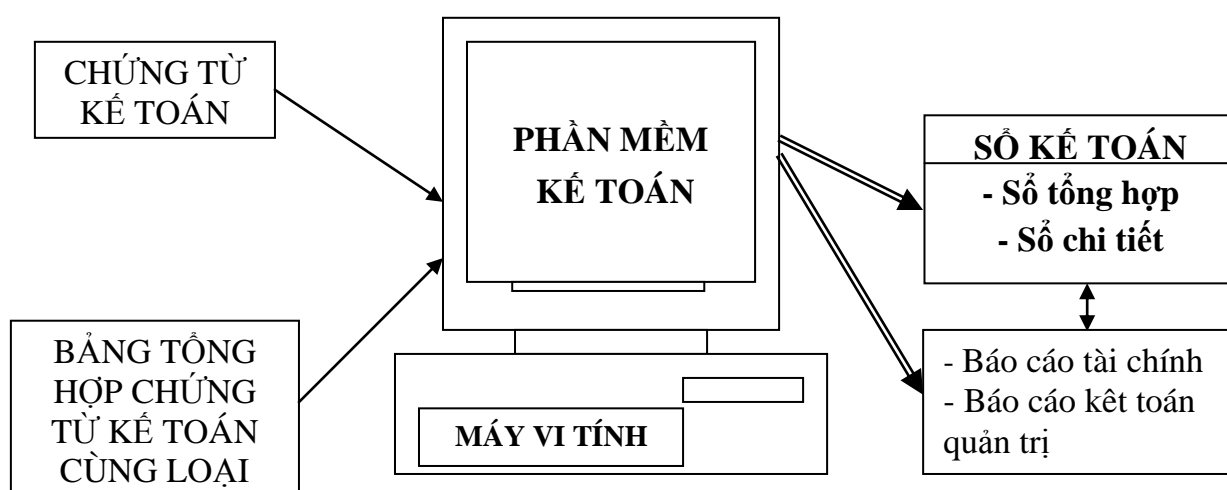 CHỨNG TỪ
KẾ TOÁN
BẢNG TỔNG
HỢP CHỨNG
TỪ KẾ TOÁN
CÙNG LOẠI
PHẦN MỀM
KẾ TOÁN
MÁY VI TÍNH
SỔ KẾ TOÁN
- Sổ tổng hợp
- Sổ chi tiết
- Báo cáo tài chính
- Báo cáo kêt toán
quản trị